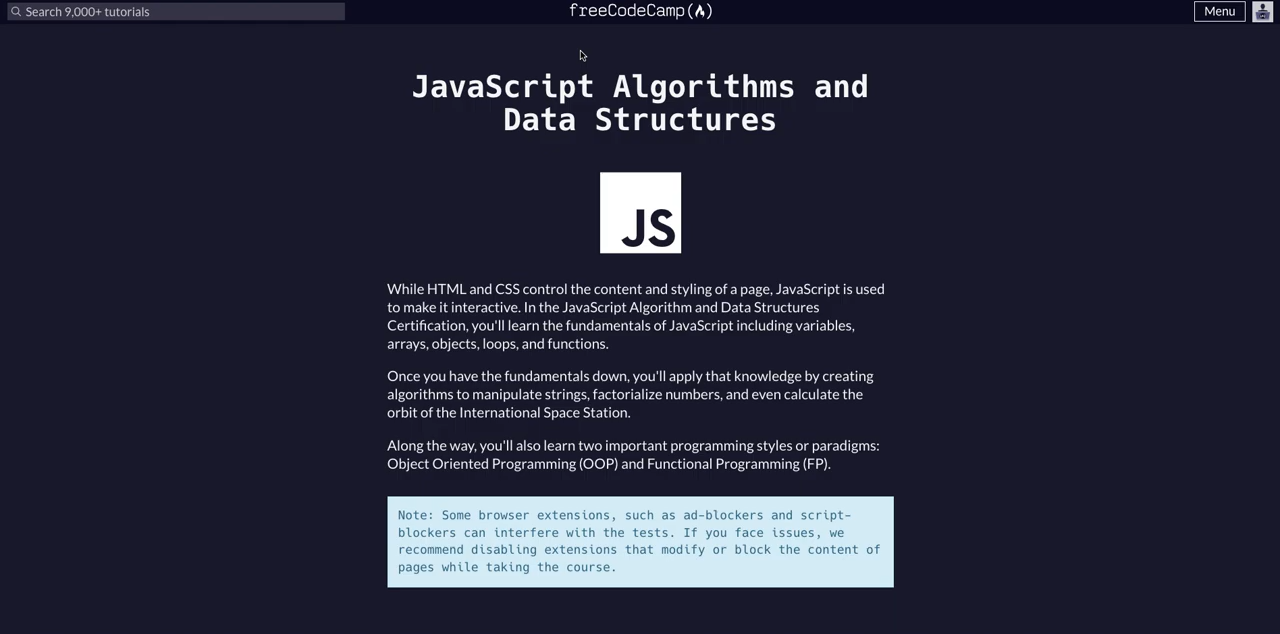 Search 9,000+ tutorials
freeCodeCamp
Menu
JavaScript Algorithms and
Data Structures
JS
While HTML and CSS control the content and styling of a page, JavaScript is used
to make it interactive. In the JavaScript Algorithm and Data Structures
Certification, you'll learn the fundamentals of JavaScript including variables,
arrays, objects, loops, and functions.
Once you have the fundamentals down, you'll apply that knowledge by creating
algorithms to manipulate strings, factorialize numbers, and even calculate the
orbit of the International Space Station.
Along the way, you'll also learn two important programming styles or paradigms:
Object Oriented Programming (OOP) and Functional Programming (FP).
Note: Some browser extensions, such as ad-blockers and script-
blockers can interfere with the tests. If you face issues, we
recommend disabling extensions that modify or block the content of
pages while taking the course.